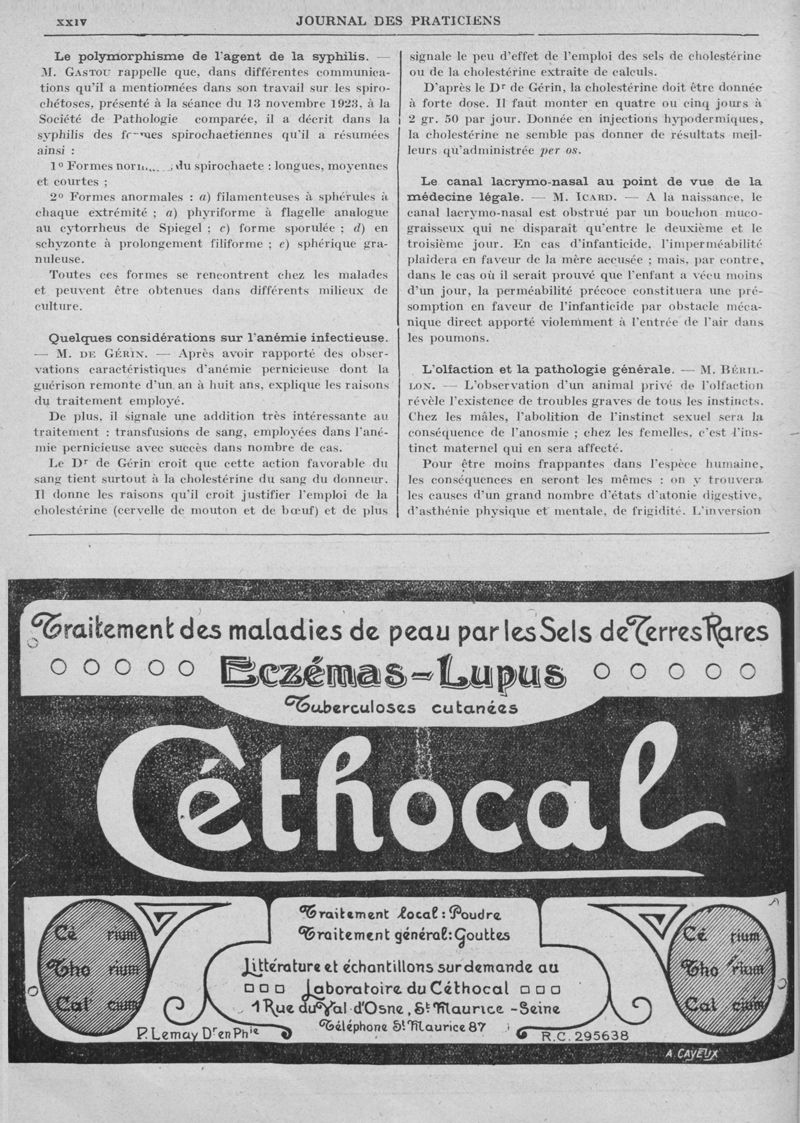 XXIV
JOURNAL DES PRATICIENS
Le polymorphisme de l'agent de la syphilis. —
M. GASTOU rappelle que, dans différentes communica-
tions qu'il a mentionnées dans son travail sur les spiro-
chétoses, présenté à la séance du 13 novembre 1923, à la
Société de Pathologie comparée, il a décrit dans la
syphilis des spirochaetiennes qu'il a résumées
ainsi :
1º Formes du spirochaete : longues, moyennes
et courtes ;
2º Formes anormales : a) filamenteuses à sphérules à
chaque extrémité ; a) phyriforme à flagelle analogue
au cytorrheus de Spiegel ; c) forme sporulée ; d) en
schyzonte à prolongement filiforme ; e) sphérique gra-
nuleuse.
Toutes ces formes se rencontrent chez les malades
et peuvent être obtenues dans différents milieux de
culture.
Quelques considérations sur l'anémie infectieuse.
— M. DE GÉRIN. — Après avoir rapporté des obser-
vations caractéristiques d'anémie pernicieuse dont la
guérison remonte d'un an à huit ans, explique les raisons
du traitement employé.
De plus, il signale une addition très intéressante au
traitement : transfusions de sang, employées dans l'ané-
mie pernicieuse avec succès dans nombre de cas.
Le Dr de Gérin croit que cette action favorable du
sang tient surtout à la cholestérine du sang du donneur.
Il donne les raisons qu'il croit justifier l'emploi de la
cholestérine (cervelle de mouton et de bœuf) et de plus
signale le peu d'effet de l'emploi des sels de cholestérine
ou de la cholestérine extraite de calculs.
D'après le Dr de Gérin, la cholestérine doit être donnée
à forte dose. Il faut monter en quatre ou cinq jours à
2 gr. 50 par jour. Donnée en injections hypodermiques,
la cholestérine ne semble pas donner de résultats meil-
leurs qu'administrée per os.
Le canal lacrymo-nasal au point de vue de la
médecine légale. — M. ICARD. — A la naissance, le
canal lacrymo-nasal est obstrué par un bouchon muco-
graisseux qui ne disparaît qu'entre le deuxième et le
troisième jour. En cas d'infanticide, l'imperméabilité
plaidera en faveur de la mère accusée ; mais, par contre,
dans le cas où il serait prouvé que l'enfant a vécu moins
d'un jour, la perméabilité précoce constituera une pré-
somption en faveur de l'infanticide par obstacle méca-
nique direct apporté violemment à l'entrée de l'air dans
les poumons.
L'olfaction et la pathologie générale. — M. BÉRIL-
LON. — L'observation d'un animal privé de l'olfaction
révèle l'existence de troubles graves de tous les instincts.
Chez les mâles, l'abolition de l'instinct sexuel sera la
conséquence de l'anosmie ; chez les femelles, c'est l'ins-
tinct maternel qui en sera affecté.
Pour être moins frappantes dans l'espèce humaine,
les conséquences en seront les mêmes : on y trouvera
les causes d'un grand nombre d'états d'atonie digestive,
d'asthénie physique et mentale, de frigidité. L'inversion
Traitement des maladies de peau par les Sels de Terres Rares
Eczémas-Lupus
Tuberculoses cutanées
Céthocal
Traitement local : Poudre
Traitement général : Gouttes
Littérature et échantillons sur demande au
Laboratoire du Céthocal
1 Rue du Val d'Osne, St Maurice - Seine
Téléphone St Maurice 87
Cé rium
Tho rium
Cal cium
Cé rium
Tho rium
Cal cium
P. Lemay Dr en Phie
R.C. 295638
A CAYEUX